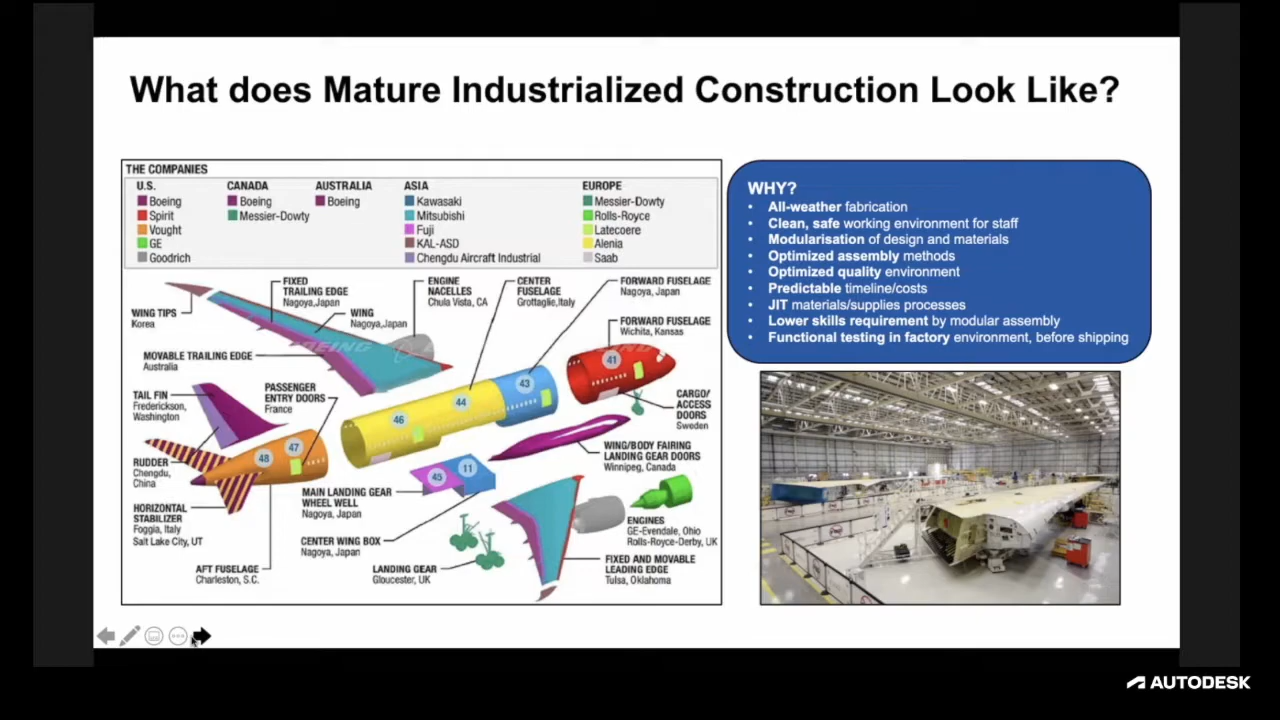 What does Mature Industrialized Construction Look Like?
THE COMPANIES
U.S.
Boeing
Spirit
Vought
GE
Goodrich
CANADA
Boeing
Messier-Dowty
AUSTRALIA
Boeing
ASIA
Kawasaki
Mitsubishi
Fuji
KAL-ASD
Chengdu Aircraft Industrial
EUROPE
Messier-Dowty
Rolls-Royce
Latecoere
Alenia
Saab
FIXED
TRAILING EDGE
Nagoya,Japan
ENGINE
NACELLES
Chula Vista, CA
CENTER
FUSELAGE
Grottaglie,Italy
FORWARD FUSELAGE
Nagoya, Japan
WING TIPS
Korea
WING
Nagoya,Japan
FORWARD FUSELAGE
Wichita, Kansas
BOEING
MOVABLE TRAILING EDGE
Australia
41
43
44
46
TAIL FIN
Frederickson,
Washington
PASSENGER
ENTRY DOORS
France
CARGO/
ACCESS
DOORS
Sweden
47
48
WING/BODY FAIRING
LANDING GEAR DOORS
Winnipeg, Canada
RUDDER
Chengdu,
China
45
11
MAIN LANDING GEAR
WHEEL WELL
Nagoya, Japan
HORIZONTAL
STABILIZER
Foggia, Italy
Salt Lake City, UT
ENGINES
GE-Evendale, Ohio
Rolls-Royce-Derby, UK
CENTER WING BOX
Nagoya, Japan
AFT FUSELAGE
Charleston, S.C.
LANDING GEAR
Gloucester, UK
FIXED AND MOVABLE
LEADING EDGE
Tulsa, Oklahoma
WHY?
• All-weather fabrication
• Clean, safe working environment for staff
• Modularisation of design and materials
• Optimized assembly methods
• Optimized quality environment
• Predictable timeline/costs
• JIT materials/supplies processes
• Lower skills requirement by modular assembly
• Functional testing in factory environment, before shipping
AUTODESK